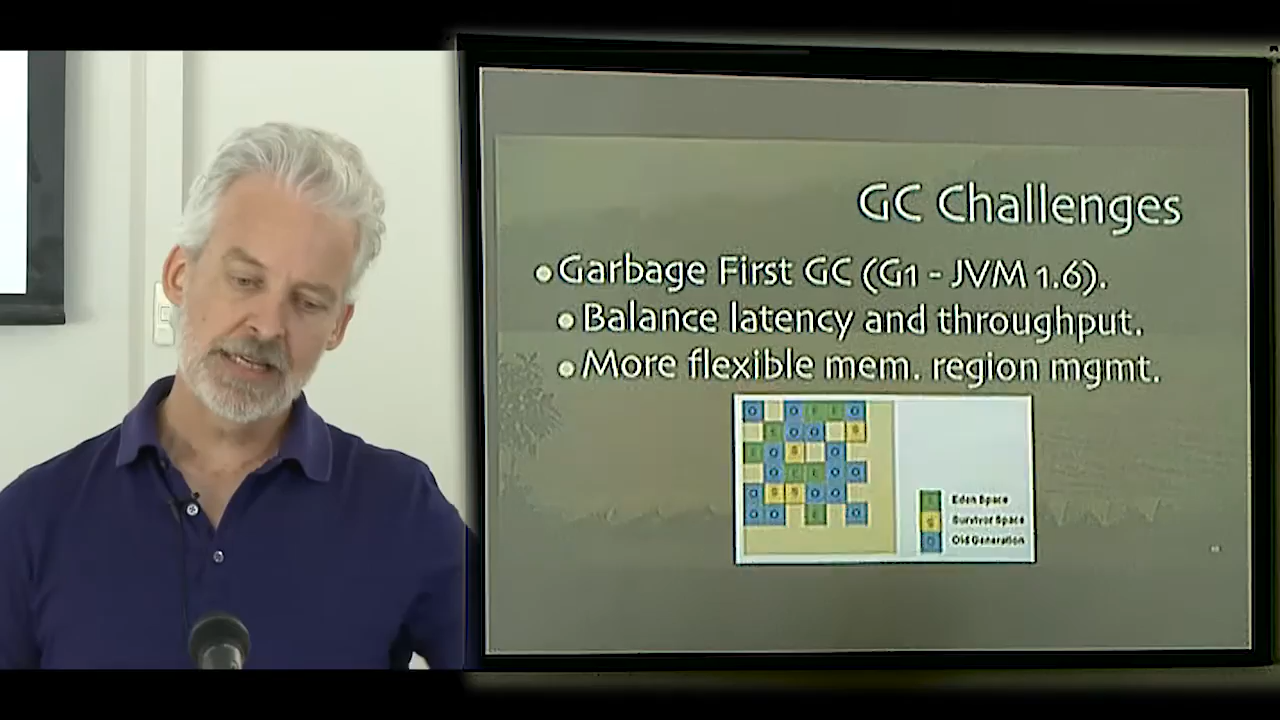 GC Challenges
Garbage First GC (G1 - JVM 1.6).
Balance latency and throughput.
More flexible mem. region mgmt.
Eden Space
S Survivor Space
O Old Generation